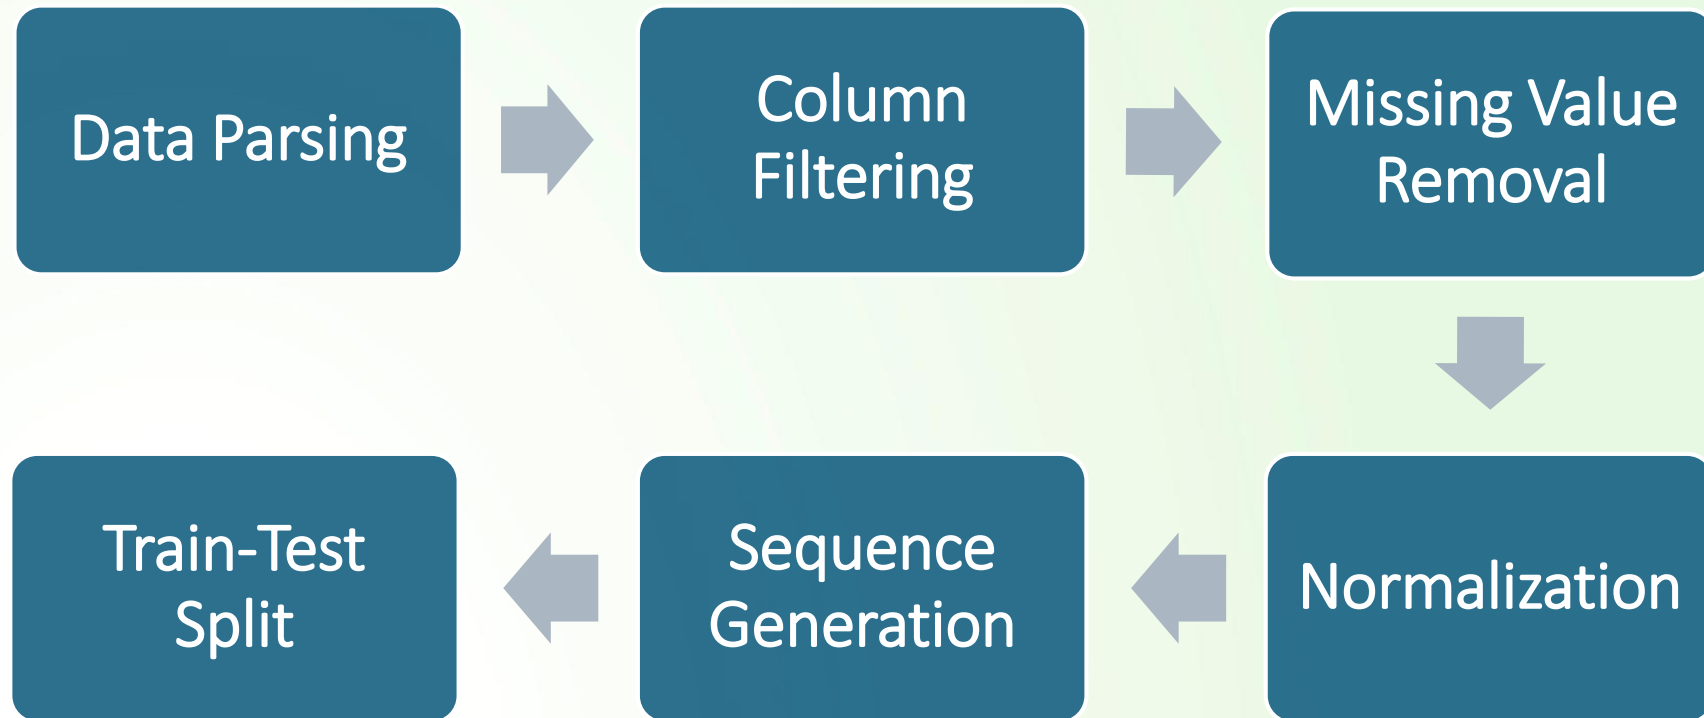 Data Parsing
Column
Filtering
Missing Value
Removal
Normalization
Sequence
Generation
Train-Test
Split